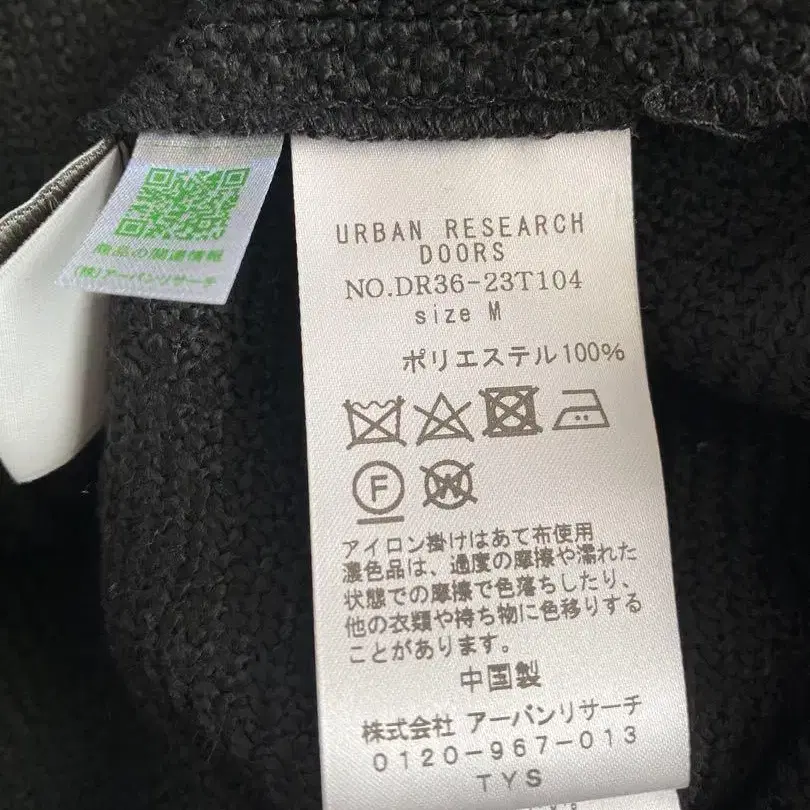 商品の関連情報
(株)アーバンリサーチ
URBAN RESEARCH
DOORS
NO.DR36-23T104
size M
ポリエステル100%
F
W
アイロン掛けはあて布使用
濃色品は、過度の摩擦や濡れた
状態での摩擦で色落ちしたり、
他の衣類や持ち物に色移りする
ことがあります。
中国製
株式会社 アーバンリサーチ
0120-967-013
TYS